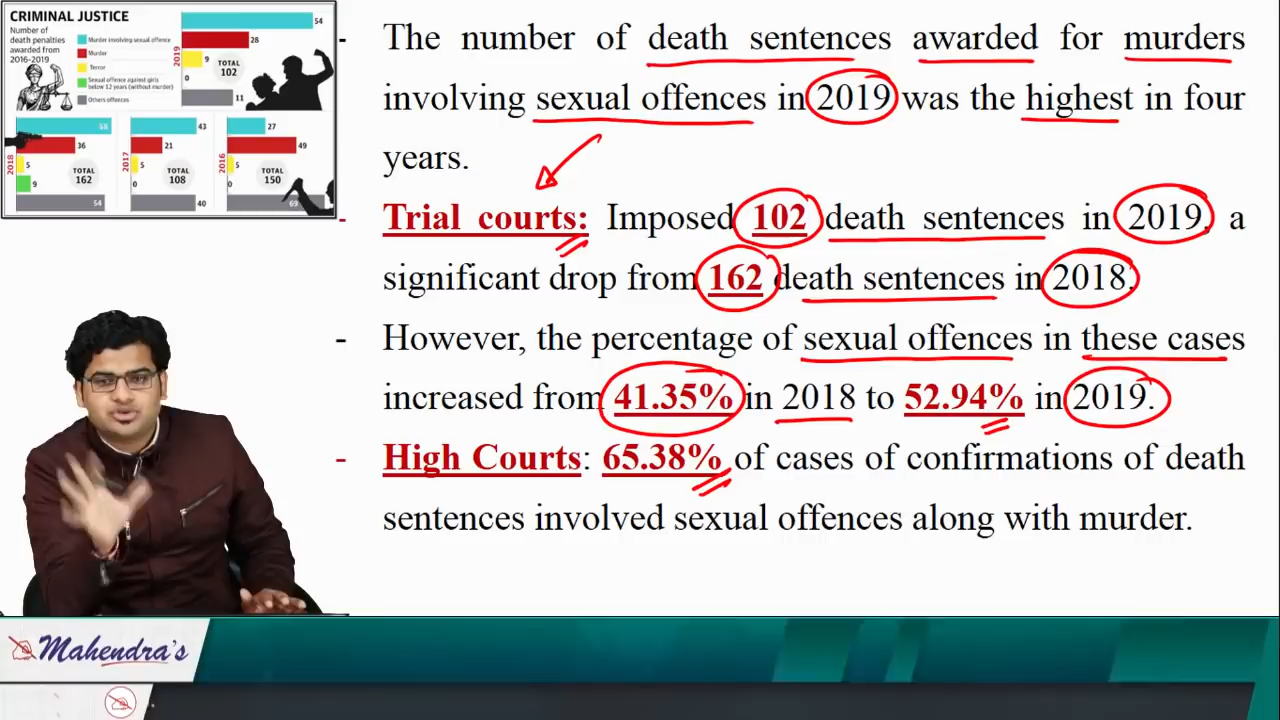 CRIMINAL JUSTICE
Number of
death penalties
awarded from
2016-2019
Murder involving sexual offence
Murder
Terror
Sexual offence against girls
below 12 years (without murder)
Others offences
2019
54
28
9
0
11
TOTAL
102
2018
58
36
5
9
54
TOTAL
162
2017
43
21
5
0
40
TOTAL
108
2016
27
49
5
0
69
TOTAL
150
- The number of death sentences awarded for murders
involving sexual offences in 2019 was the highest in four
years.
- Trial courts: Imposed 102 death sentences in 2019, a
significant drop from 162 death sentences in 2018.
- However, the percentage of sexual offences in these cases
increased from 41.35% in 2018 to 52.94% in 2019.
- High Courts: 65.38% of cases of confirmations of death
sentences involved sexual offences along with murder.
Mahendra's